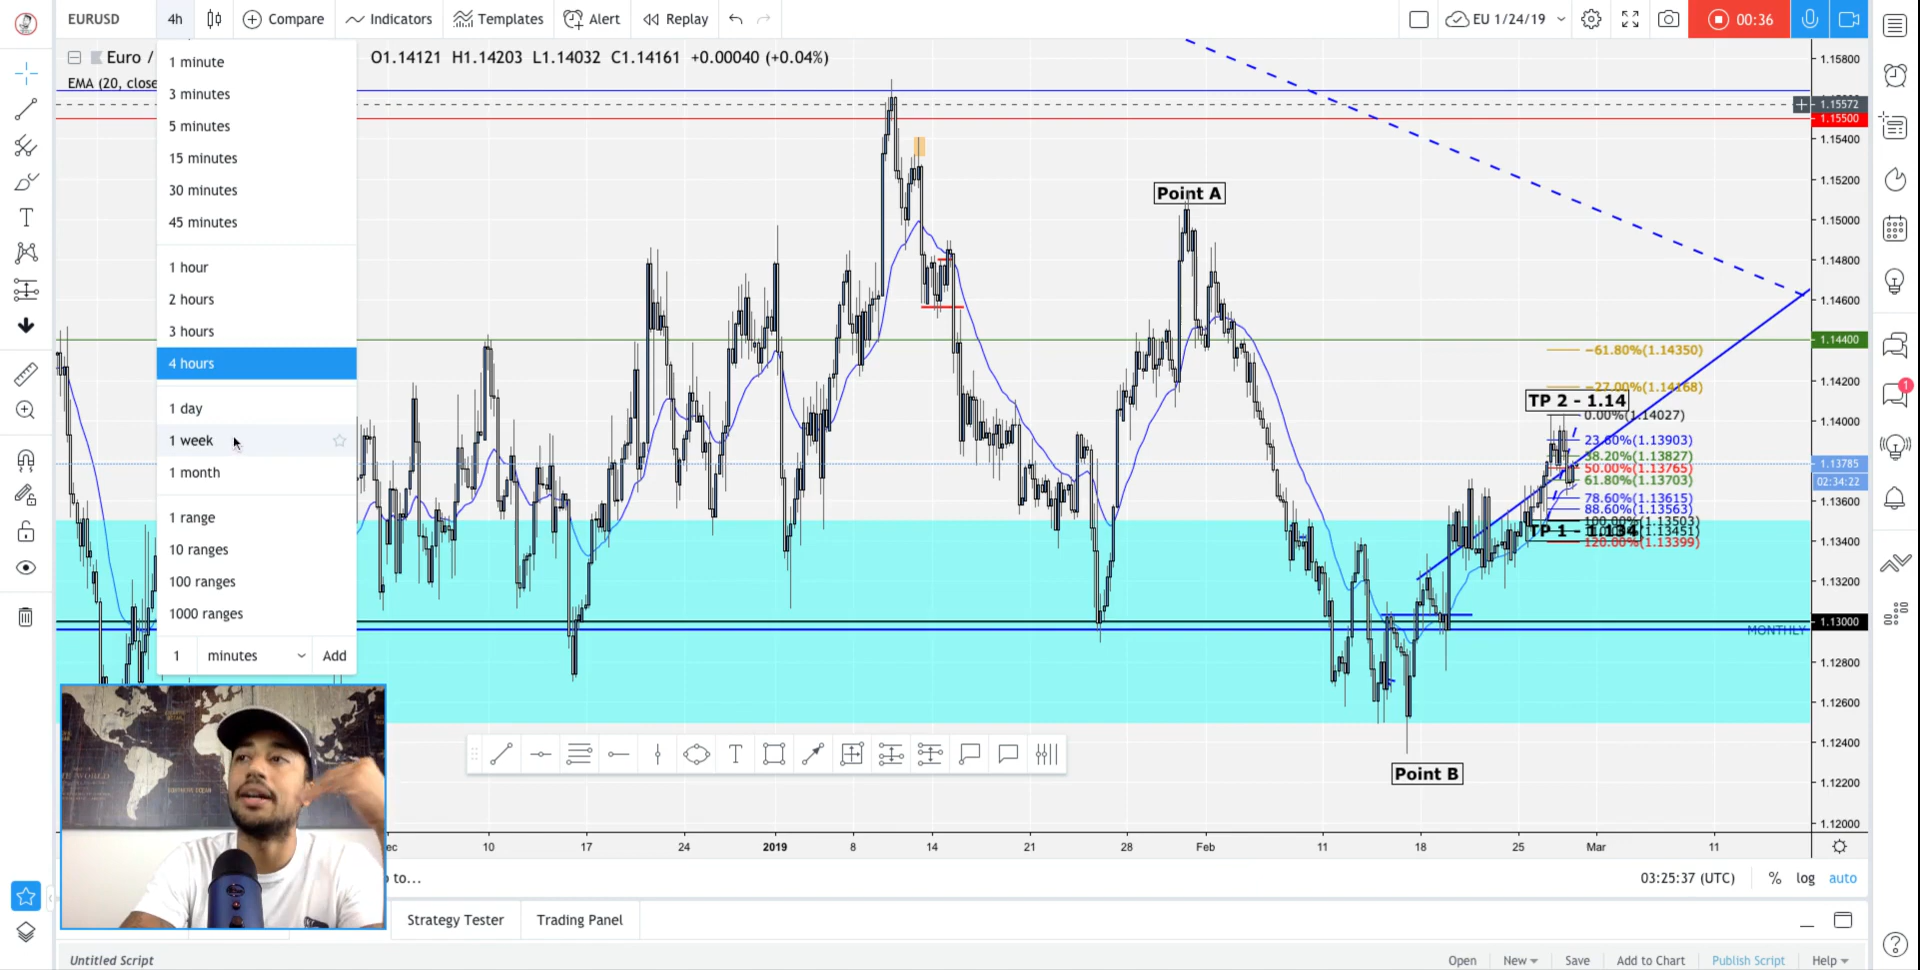 EURUSD 4h Compare Indicators Templates Alert Replay EU 1/24/19 00:36
Euro / O1.14121 H1.14203 L1.14032 C1.14161 +0.00040 (+0.04%)
EMA (20, close
1 minute
3 minutes
5 minutes
15 minutes
30 minutes
45 minutes
1 hour
2 hours
3 hours
4 hours
1 day
1 week
1 month
1 range
10 ranges
100 ranges
1000 ranges
1 minutes Add
Point A
−61.80%(1.14350)
−27.00%(1.14168)
TP 2 - 1.14
0.00%(1.14027)
23.60%(1.13903)
38.20%(1.13827)
50.00%(1.13765)
61.80%(1.13703)
78.60%(1.13615)
88.60%(1.13563)
100.00%(1.13503)
TP 1 - 1.134
120.00%(1.13399)
MONTHLY
Point B
1.15800
1.15572
1.15500
1.15400
1.15200
1.15000
1.14800
1.14600
1.14400
1.14200
1.14000
1.13785
02:34:22
1.13600
1.13400
1.13200
1.13000
1.12800
1.12600
1.12400
1.12200
1.12000
1
ec 10 17 24 2019 8 14 21 28 Feb 11 18 25 Mar 11
to... 03:25:37 (UTC) % log auto
Strategy Tester Trading Panel
Untitled Script Open New Save Add to Chart Publish Script Help